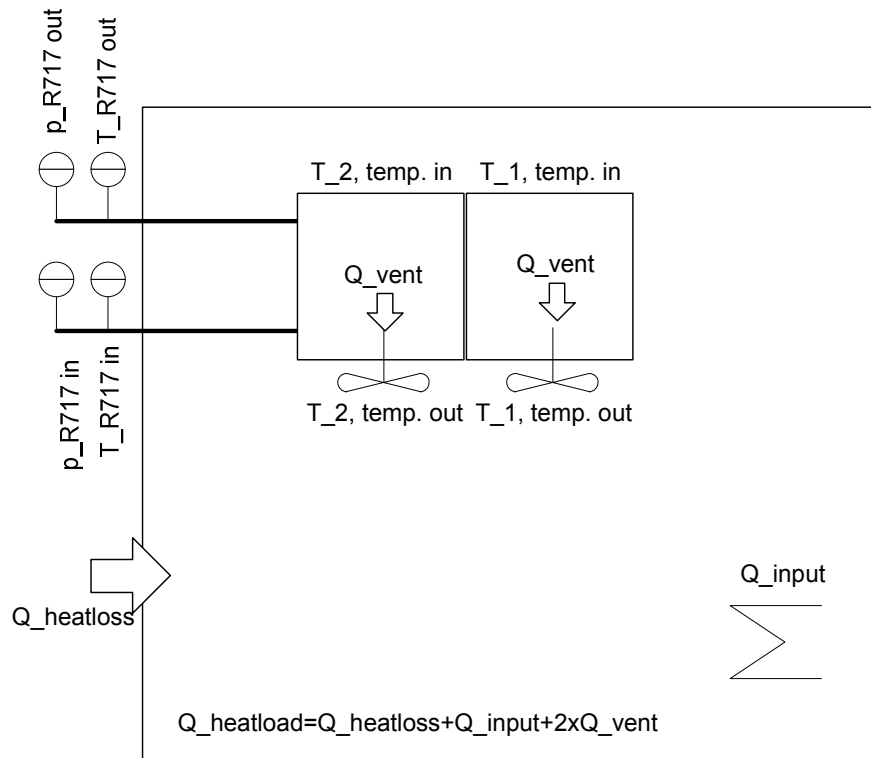 p_R717 out
T_R717 out
T_2, temp. in
T_1, temp. in
Q_vent
Q_vent
p_R717 in
T_R717 in
T_2, temp. out
T_1, temp. out
Q_heatloss
Q_input
Q_heatload=Q_heatloss+Q_input+2xQ_vent